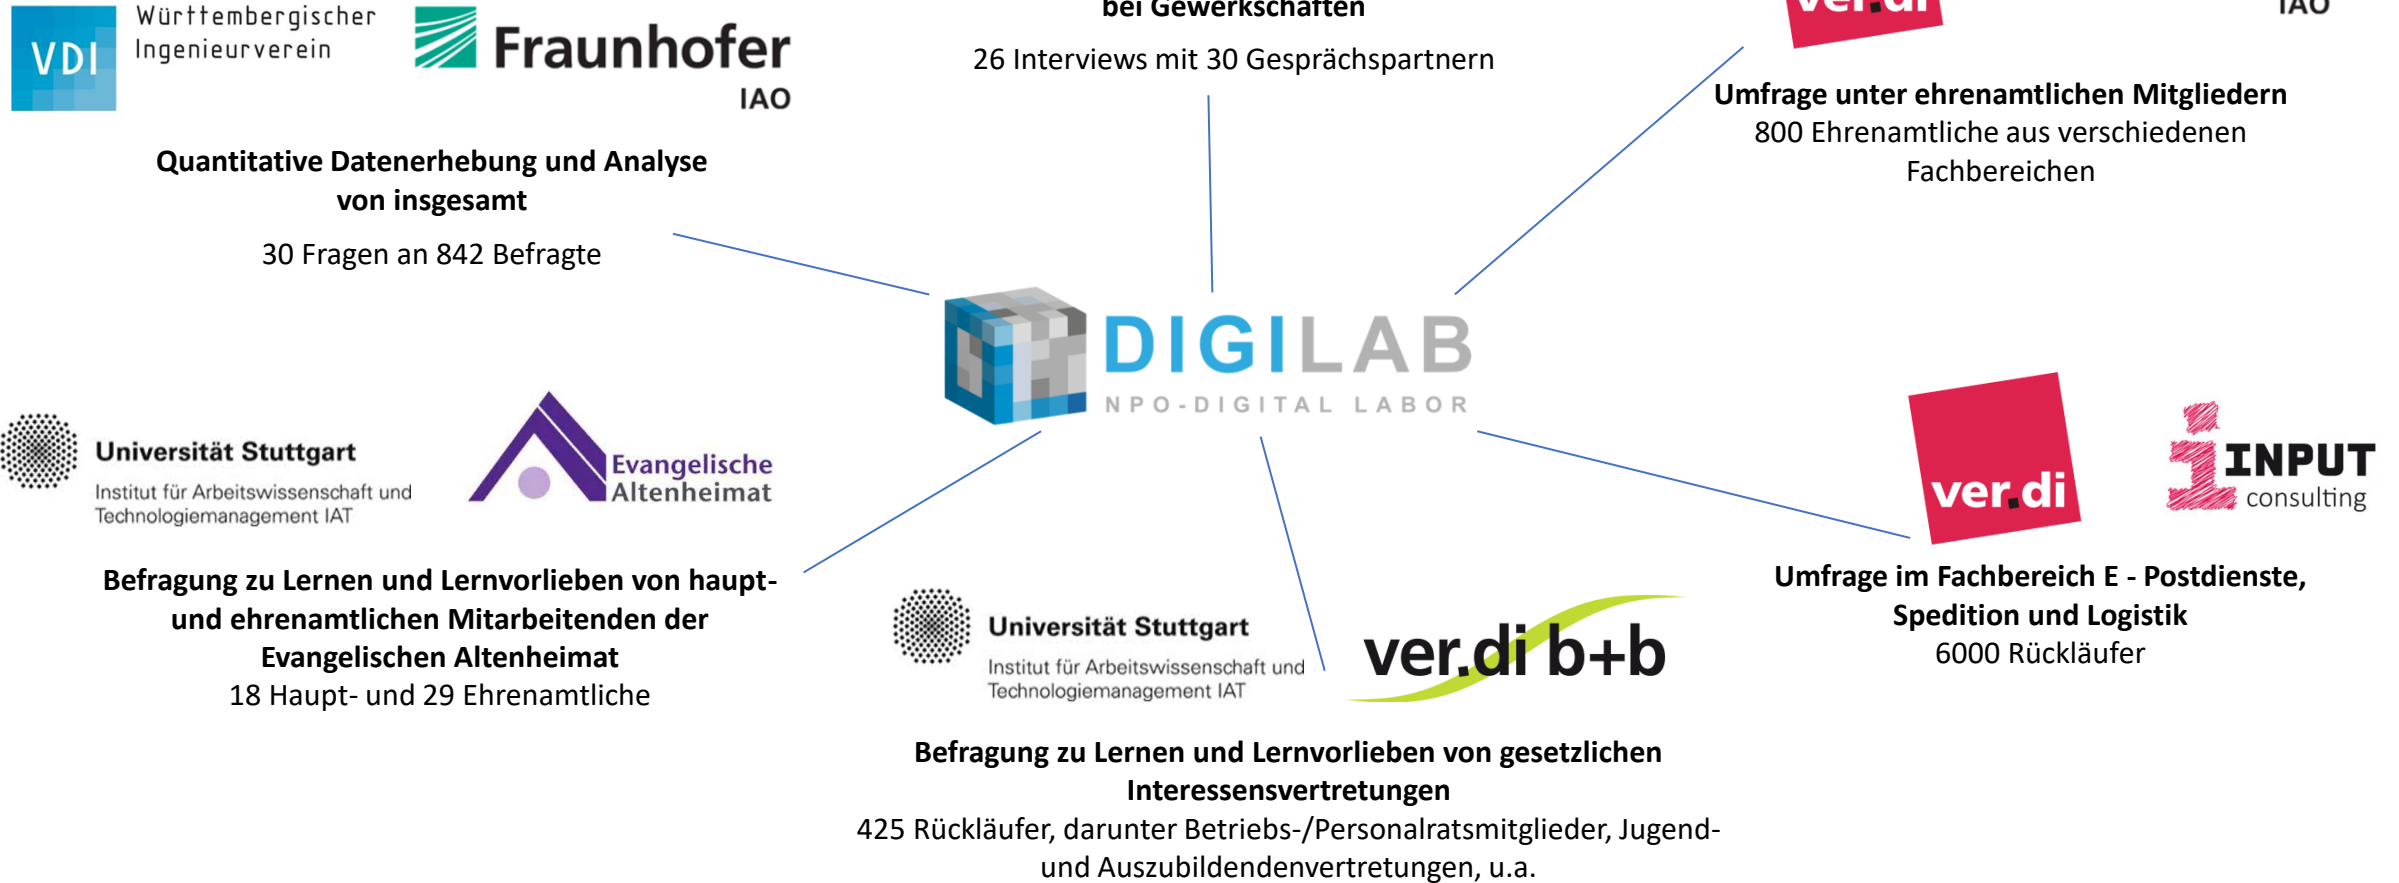 Württembergischer
Ingenieurverein
VDI
Fraunhofer
IAO
Quantitative Datenerhebung und Analyse
von insgesamt
30 Fragen an 842 Befragte
bei Gewerkschaften
26 Interviews mit 30 Gesprächspartnern
ver.di
IAO
Umfrage unter ehrenamtlichen Mitgliedern
800 Ehrenamtliche aus verschiedenen
Fachbereichen
DIGILAB
NPO-DIGITAL LABOR
Universität Stuttgart
Institut für Arbeitswissenschaft und
Technologiemanagement IAT
Evangelische
Altenheimat
Befragung zu Lernen und Lernvorlieben von haupt-
und ehrenamtlichen Mitarbeitenden der
Evangelischen Altenheimat
18 Haupt- und 29 Ehrenamtliche
Universität Stuttgart
Institut für Arbeitswissenschaft und
Technologiemanagement IAT
ver.di b+b
Befragung zu Lernen und Lernvorlieben von gesetzlichen
Interessensvertretungen
425 Rückläufer, darunter Betriebs-/Personalratsmitglieder, Jugend-
und Auszubildendenvertretungen, u.a.
ver.di
INPUT
consulting
Umfrage im Fachbereich E - Postdienste,
Spedition und Logistik
6000 Rückläufer